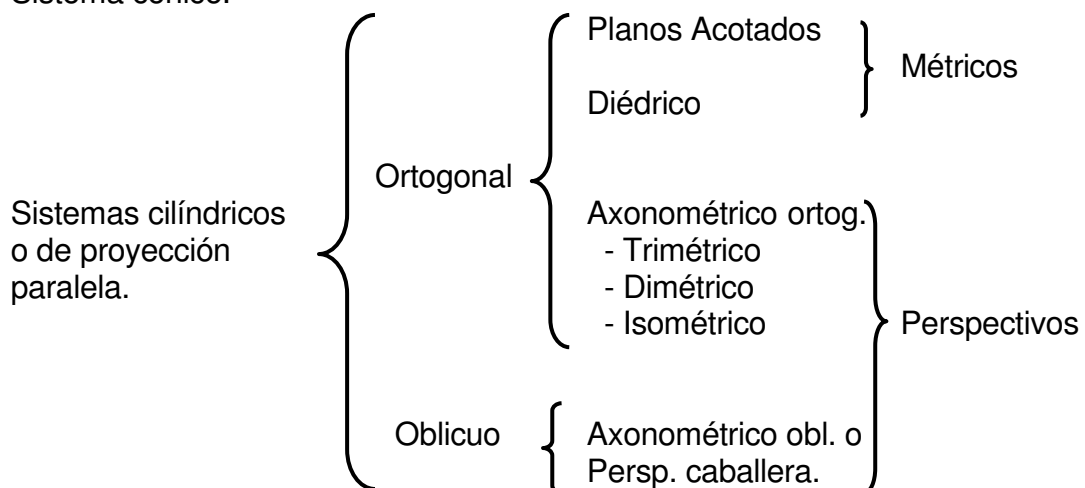 Sistema cónico.
Planos Acotados
Métricos
Diédrico
Ortogonal
Sistemas cilíndricos
o de proyección
paralela.
Axonométrico ortog.
- Trimétrico
- Dimétrico
- Isométrico
Perspectivos
Oblicuo
Axonométrico obl. o
Persp. caballera.